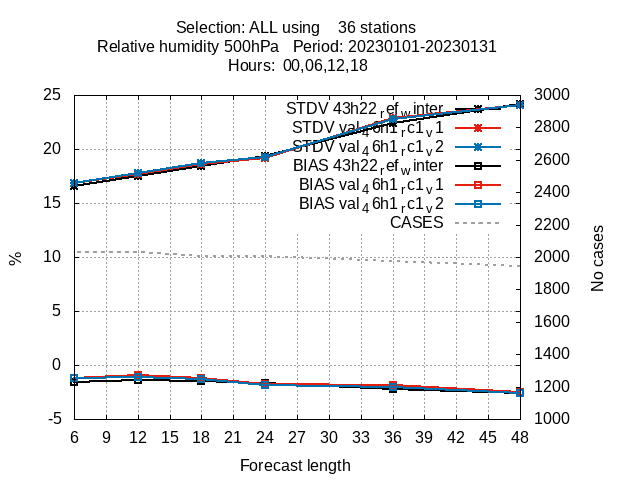 Selection: ALL using 36 stations
Relative humidity 500hPa Period: 20230101-20230131
Hours: 00,06,12,18
25
20
15
10
5
0
-5
%
3000
2800
2600
2400
2200
2000
1800
1600
1400
1200
1000
No cases
STDV 43h22_ref_winter
STDV val_46h1_rc1_v1
STDV val_46h1_rc1_v2
BIAS 43h22_ref_winter
BIAS val_46h1_rc1_v1
BIAS val_46h1_rc1_v2
CASES
6 9 12 15 18 21 24 27 30 33 36 39 42 45 48
Forecast length